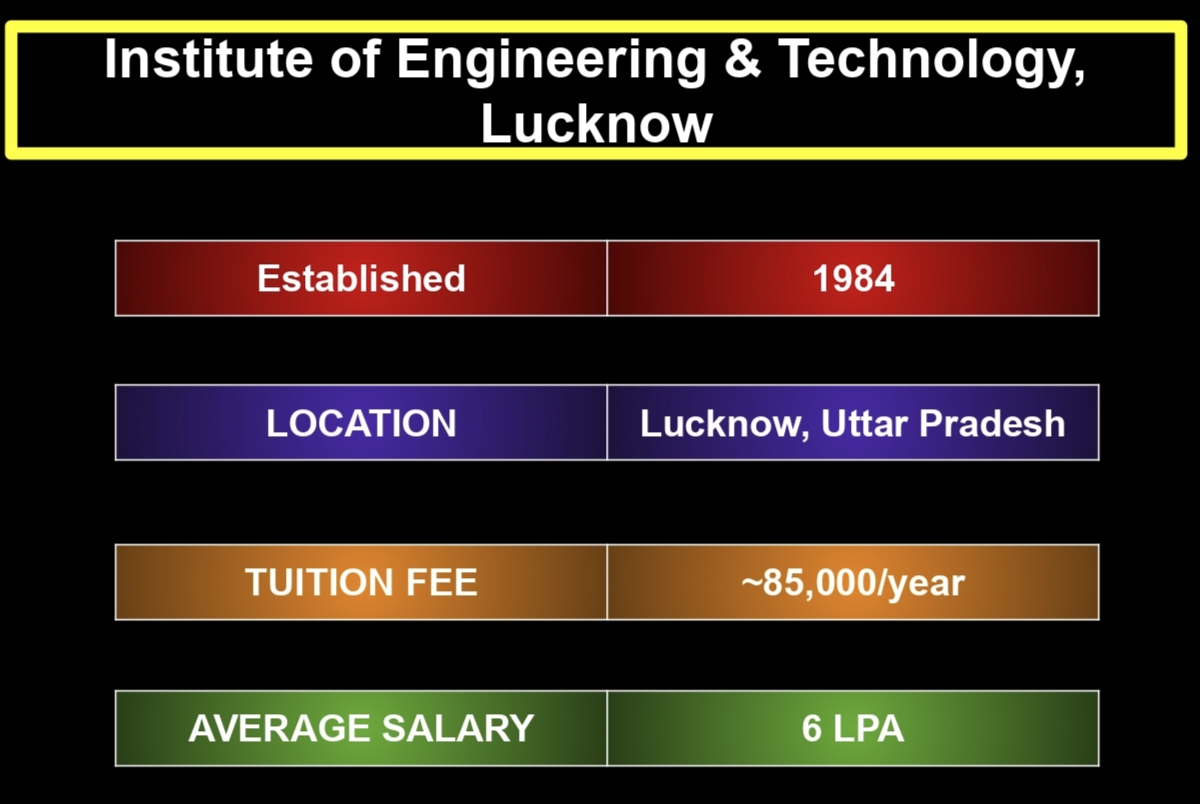 Institute of Engineering & Technology,
Lucknow
Established 1984
LOCATION Lucknow, Uttar Pradesh
TUITION FEE ~85,000/year
AVERAGE SALARY 6 LPA